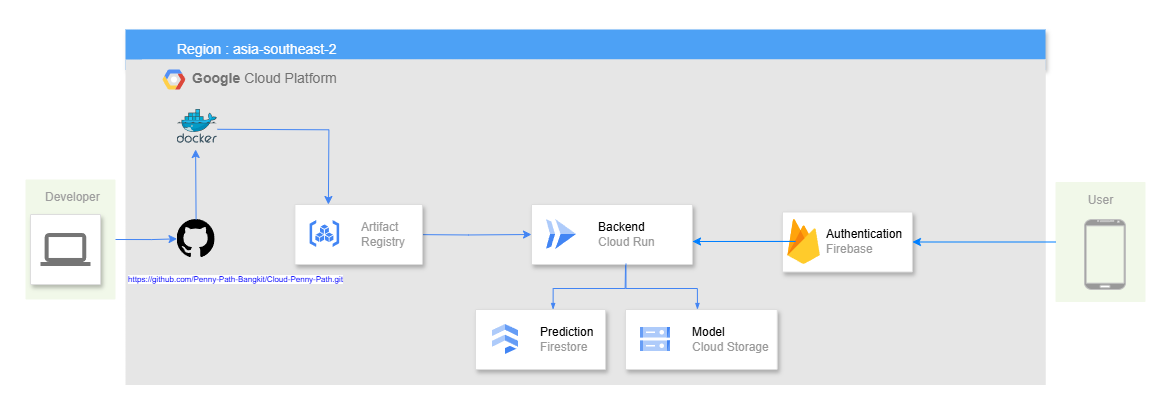 Region : asia-southeast-2
Google Cloud Platform
docker
Developer
https://github.com/Penny-Path-Bangkit/Cloud-Penny-Path.git
Artifact
Registry
Backend
Cloud Run
Authentication
Firebase
User
Prediction
Firestore
Model
Cloud Storage